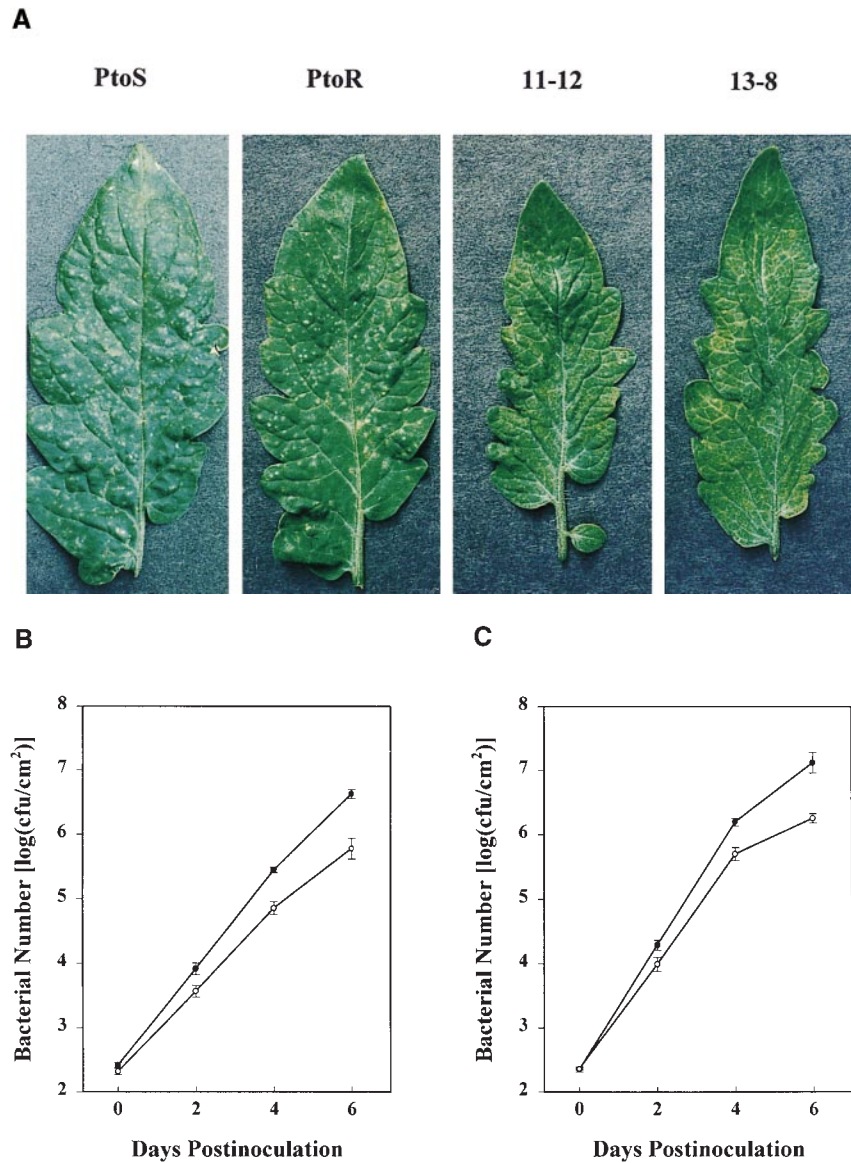 A
PtoS PtoR 11-12 13-8
B
C
Bacterial Number [log(cfu/cm²)]
8
7
6
5
4
3
2
0 2 4 6
Days Postinoculation
Bacterial Number [log(cfu/cm²)]
8
7
6
5
4
3
2
0 2 4 6
Days Postinoculation